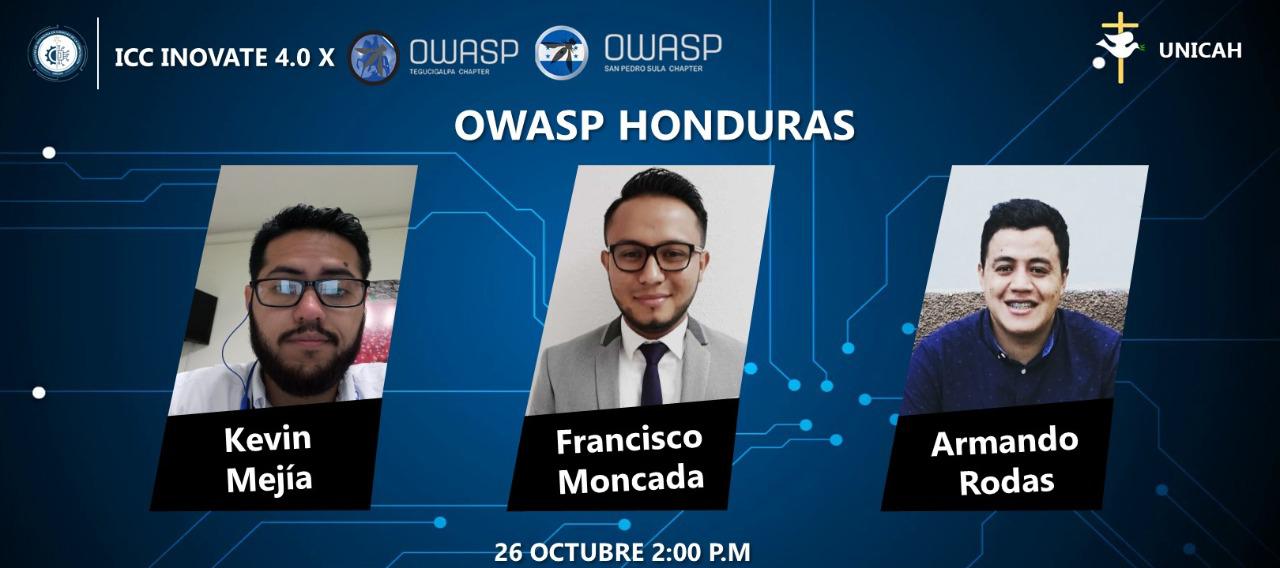 ICC INOVATE 4.0 X
OWASP
TEGUCIGALPA CHAPTER
OWASP
SAN PEDRO SULA CHAPTER
UNICAH
OWASP HONDURAS
Kevin
Mejía
Francisco
Moncada
Armando
Rodas
26 OCTUBRE 2:00 P.M